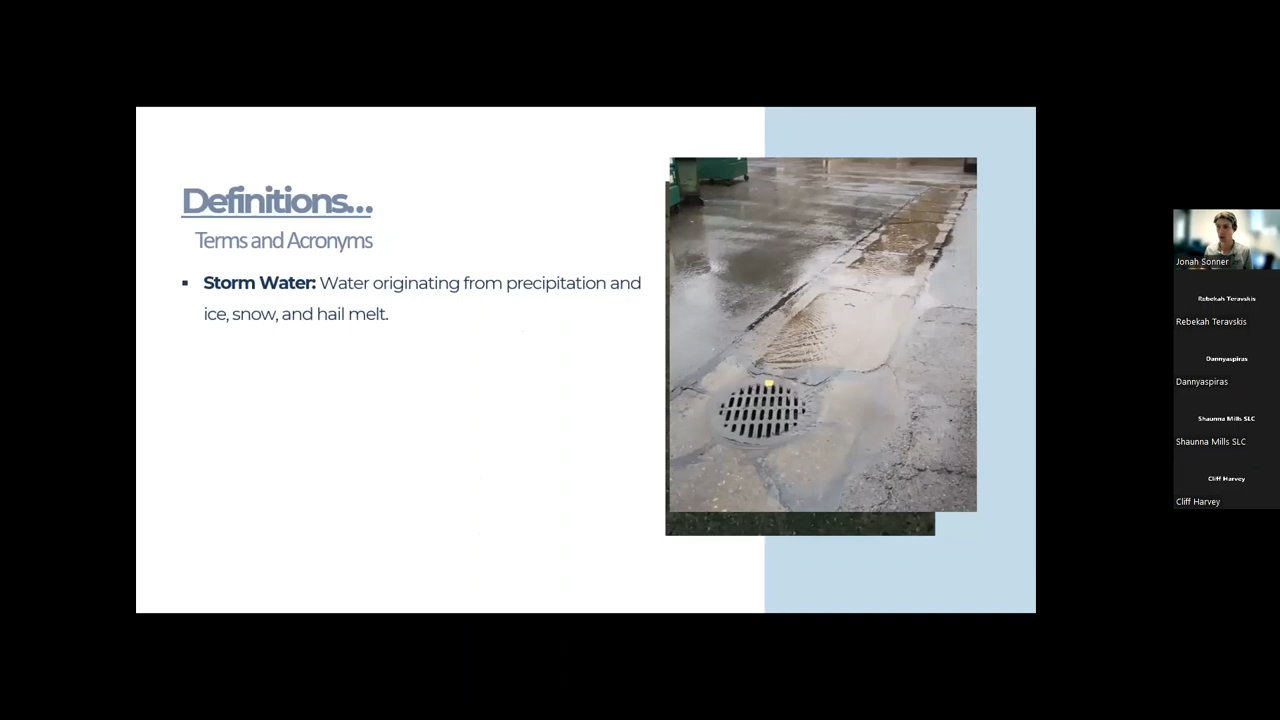 Definitions...
Terms and Acronyms
▪ Storm Water: Water originating from precipitation and
ice, snow, and hail melt.
Jonah Sonner
Rebekah Teravskis
Rebekah Teravskis
Dannyaspiras
Dannyaspiras
Shaunna Mills SLC
Shaunna Mills SLC
Cliff Harvey
Cliff Harvey